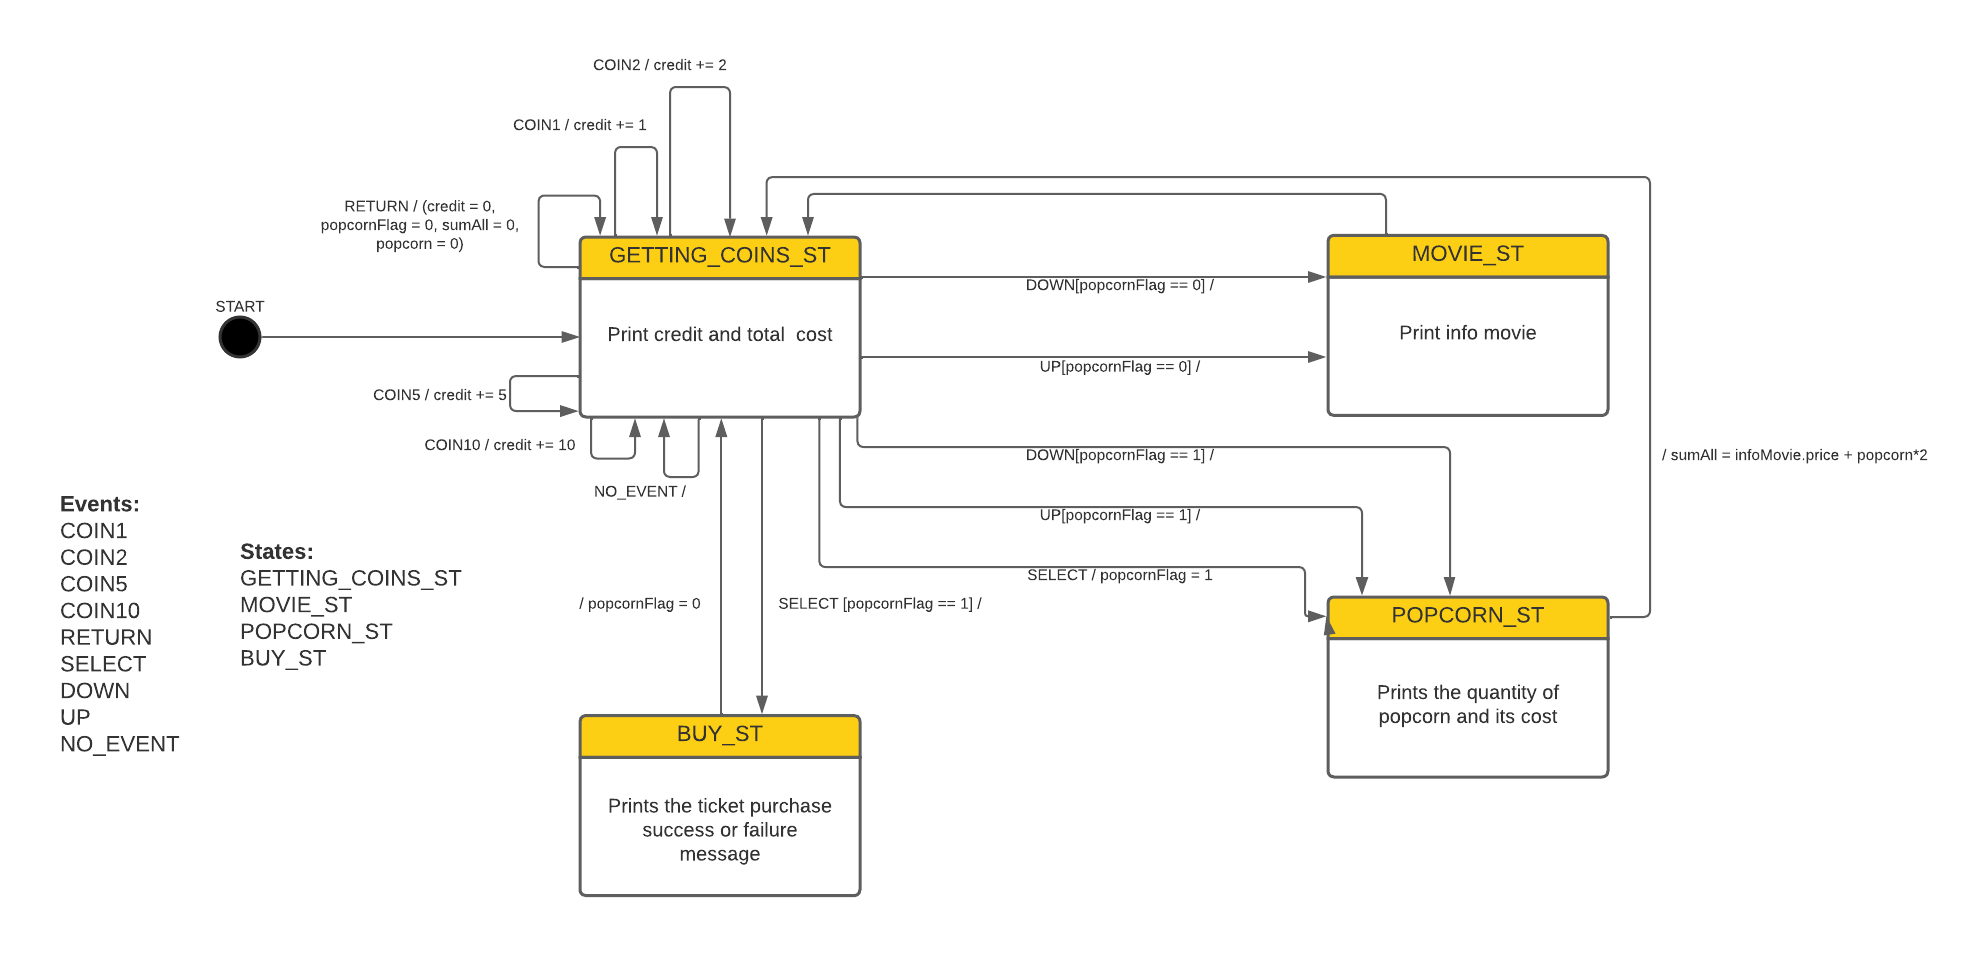 COIN2 / credit += 2
COIN1 / credit += 1
RETURN / (credit = 0,
popcornFlag = 0, sumAll = 0,
popcorn = 0)
GETTING_COINS_ST
Print credit and total cost
START
COIN5 / credit += 5
COIN10 / credit += 10
NO_EVENT /
DOWN[popcornFlag == 0] /
UP[popcornFlag == 0] /
MOVIE_ST
Print info movie
DOWN[popcornFlag == 1] /
UP[popcornFlag == 1] /
SELECT / popcornFlag = 1
/ sumAll = infoMovie.price + popcorn*2
POPCORN_ST
Prints the quantity of
popcorn and its cost
/ popcornFlag = 0
SELECT [popcornFlag == 1] /
BUY_ST
Prints the ticket purchase
success or failure
message
Events:
COIN1
COIN2
COIN5
COIN10
RETURN
SELECT
DOWN
UP
NO_EVENT
States:
GETTING_COINS_ST
MOVIE_ST
POPCORN_ST
BUY_ST